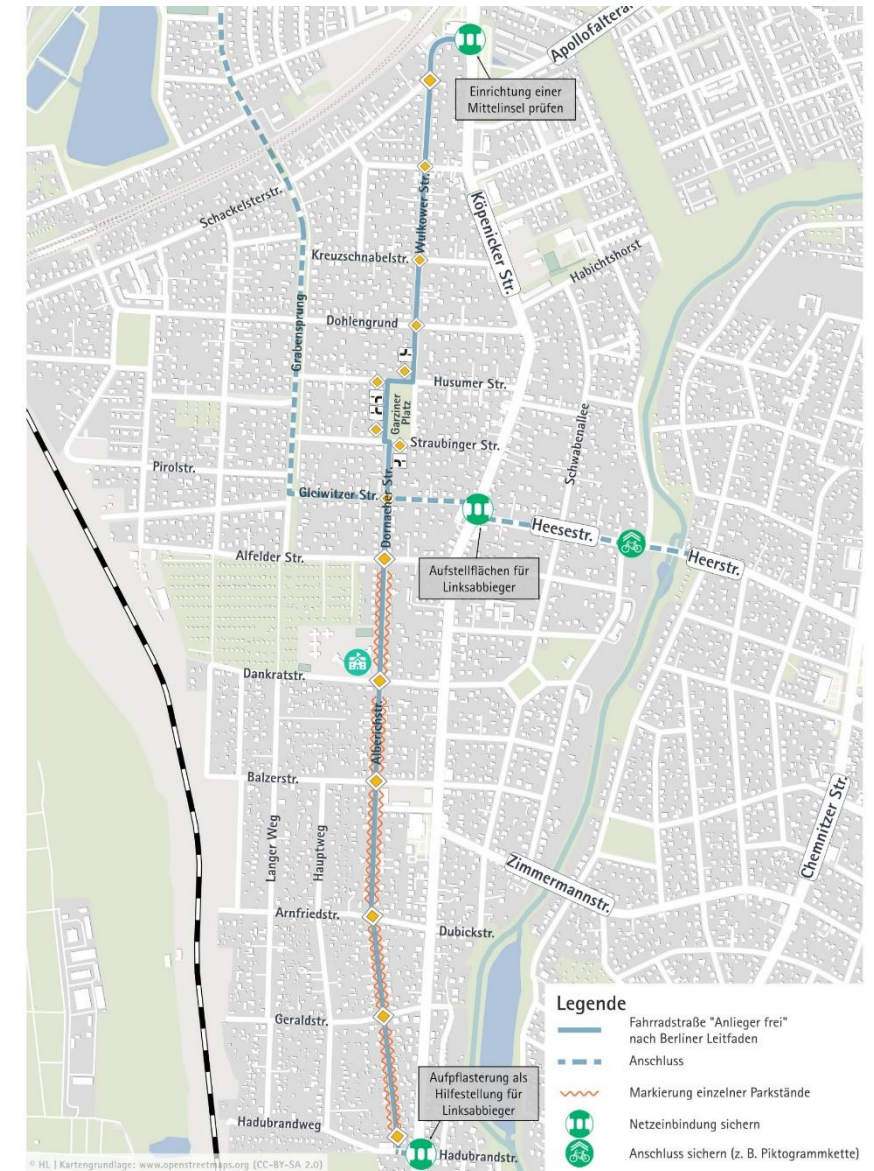 Apollofaltera
Einrichtung einer
Mittelinsel prüfen
Schackelsterstr.
Wulkower Str.
Köpenicker Str.
Kreuzschnabelstr.
Habichtshorst
Grabensprung
Dohlengrund
Husumer Str.
Garziner
Platz
Schwabenallee
Straubinger Str.
Pirolstr.
Dornacher Str.
Gleiwitzer Str.
Heesestr.
Heerstr.
Alfelder Str.
Aufstellflächen für
Linksabbieger
Dankratstr.
Alberichstr.
Balzerstr.
Langer Weg
Hauptweg
Chemnitzer Str.
Zimmermannstr.
Arnfriedstr.
Dubickstr.
Geraldstr.
Aufpflasterung als
Hilfestellung für
Linksabbieger
Hadubrandweg
Hadubrandstr.
Legende
Fahrradstraße "Anlieger frei"
nach Berliner Leitfaden
Anschluss
Markierung einzelner Parkstände
Netzeinbindung sichern
Anschluss sichern (z. B. Piktogrammkette)
© HL | Kartengrundlage: www.openstreetmaps.org (CC-BY-SA 2.0)